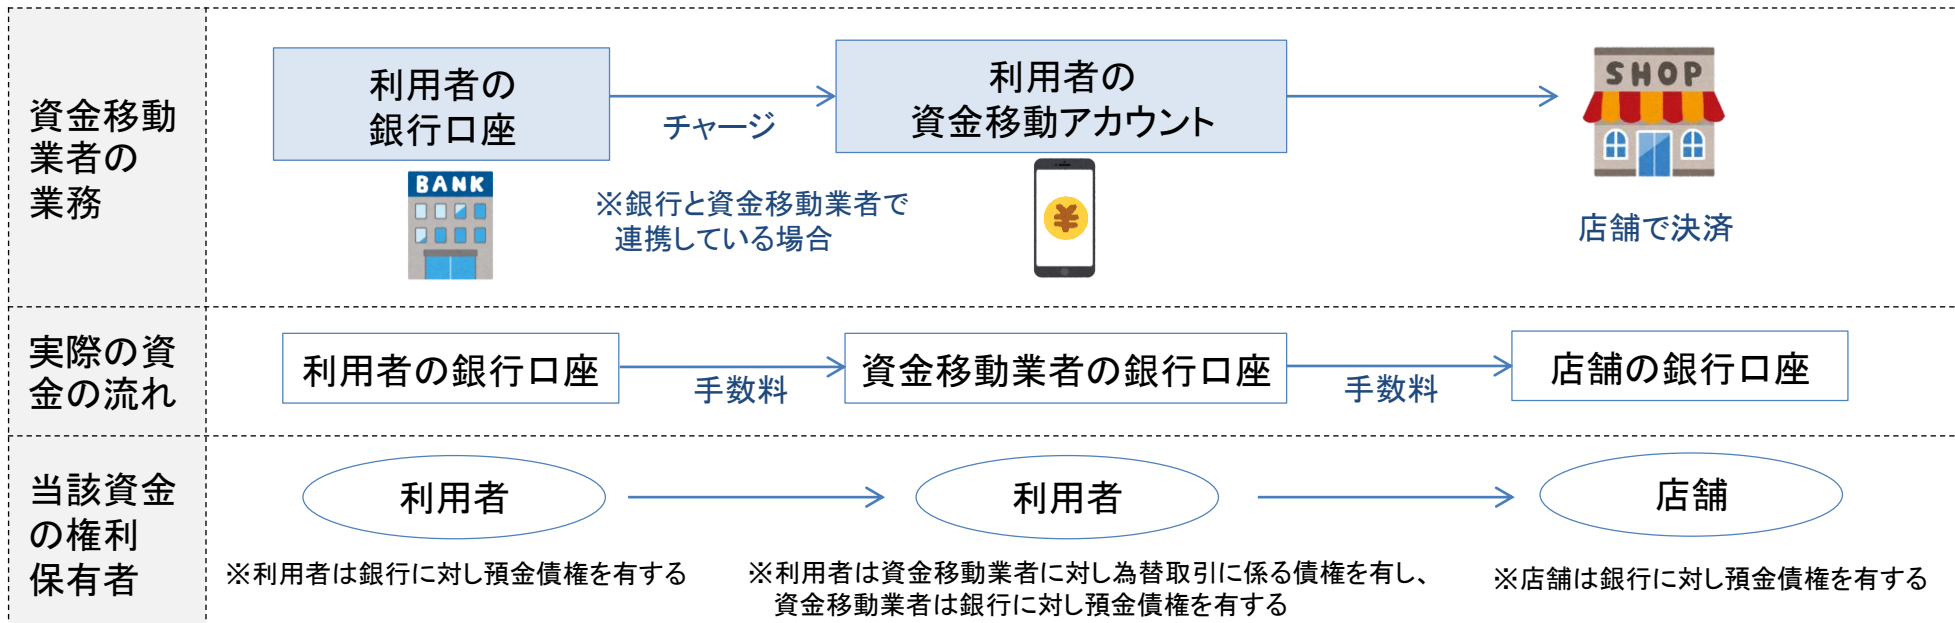 資金移動
業者の
業務
利用者の
銀行口座
チャージ
利用者の
資金移動アカウント
SHOP
BANK
※銀行と資金移動業者で
連携している場合
¥
店舗で決済
実際の資
金の流れ
利用者の銀行口座
手数料
資金移動業者の銀行口座
手数料
店舗の銀行口座
当該資金
の権利
保有者
利用者
利用者
店舗
※利用者は銀行に対し預金債権を有する
※利用者は資金移動業者に対し為替取引に係る債権を有し、
資金移動業者は銀行に対し預金債権を有する
※店舗は銀行に対し預金債権を有する